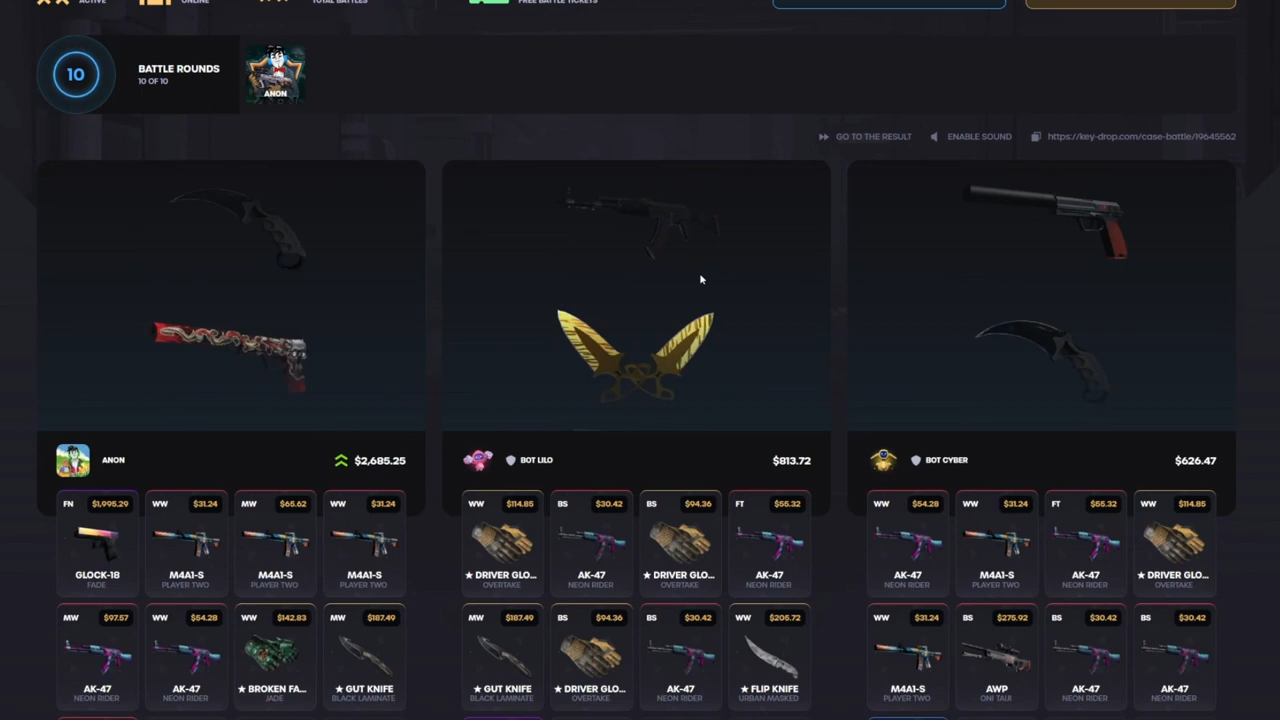 ACTIVE
ONLINE
TOTAL BATTLES
FREE BATTLE TICKETS
10
BATTLE ROUNDS
10 OF 10
ANON
GO TO THE RESULT
ENABLE SOUND
https://key-drop.com/case-battle/19645562
ANON
$2,685.25
BOT LILO
$813.72
BOT CYBER
$626.47
FN $1,995.29
GLOCK-18
FADE
WW $31.24
M4A1-S
PLAYER TWO
MW $65.62
M4A1-S
PLAYER TWO
WW $31.24
M4A1-S
PLAYER TWO
WW $114.85
★ DRIVER GLO...
OVERTAKE
BS $30.42
AK-47
NEON RIDER
BS $94.36
★ DRIVER GLO...
OVERTAKE
FT $55.32
AK-47
NEON RIDER
WW $54.28
AK-47
NEON RIDER
WW $31.24
M4A1-S
PLAYER TWO
FT $55.32
AK-47
NEON RIDER
WW $114.85
★ DRIVER GLO...
OVERTAKE
MW $97.57
AK-47
NEON RIDER
WW $54.28
AK-47
NEON RIDER
WW $142.83
★ BROKEN FA...
JADE
MW $187.49
★ GUT KNIFE
BLACK LAMINATE
MW $187.49
★ GUT KNIFE
BLACK LAMINATE
BS $94.36
★ DRIVER GLO...
OVERTAKE
BS $30.42
AK-47
NEON RIDER
WW $205.72
★ FLIP KNIFE
URBAN MASKED
WW $31.24
M4A1-S
PLAYER TWO
BS $275.92
AWP
ONI TAIJI
BS $30.42
AK-47
NEON RIDER
BS $30.42
AK-47
NEON RIDER